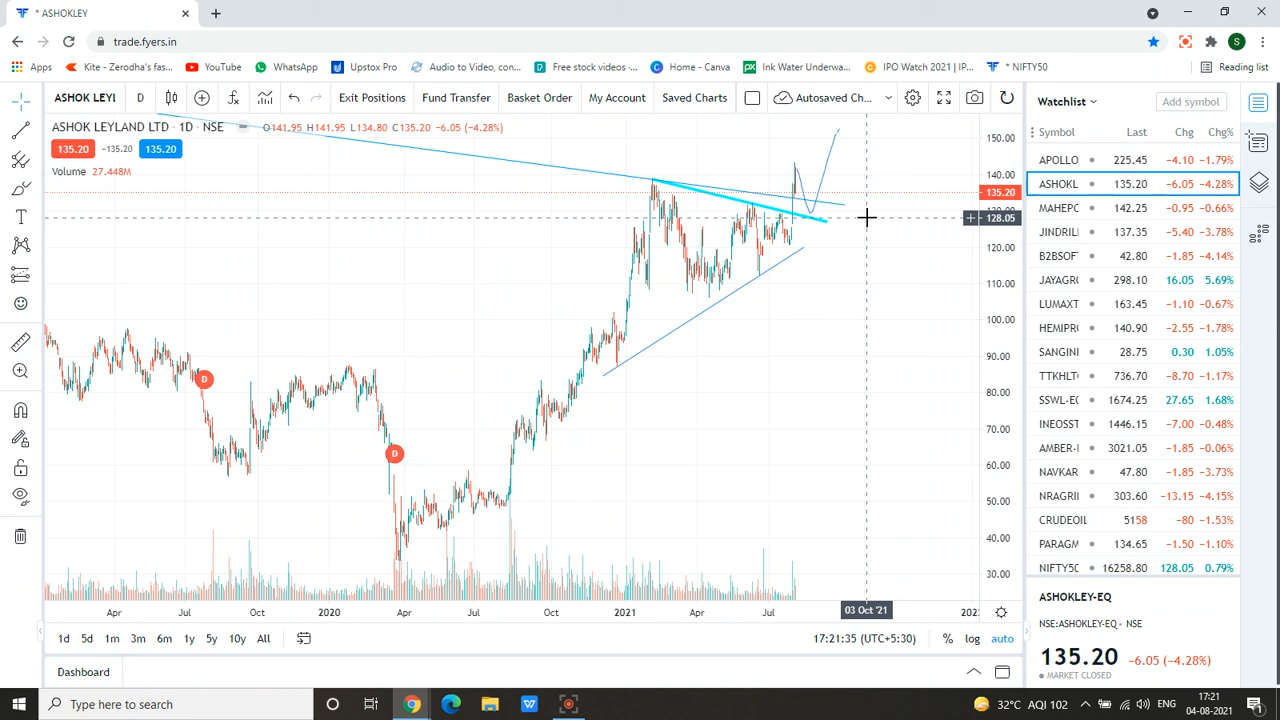 * ASHOKLEY
trade.fyers.in
S
Apps Kite - Zerodha's fas... YouTube WhatsApp Upstox Pro Audio to Video, con... Free stock videos -... Home - Canva Ink Water Underwa... IPO Watch 2021 | IP... * NIFTY50 Reading list
ASHOK LEYL D Exit Positions Fund Transfer Basket Order My Account Saved Charts Autosaved Ch...
Watchlist Add symbol
ASHOK LEYLAND LTD · 1D · NSE O141.95 H141.95 L134.80 C135.20 -6.05 (-4.28%)
135.20 -135.20 135.20
Volume 27.448M
150.00
140.00
135.20
130.00
128.05
120.00
110.00
100.00
90.00
80.00
70.00
60.00
50.00
40.00
30.00
D
D
Apr Jul Oct 2020 Apr Jul Oct 2021 Apr Jul 03 Oct '21
1d 5d 1m 3m 6m 1y 5y 10y All 17:21:35 (UTC+5:30) % log auto
Dashboard
Symbol Last Chg Chg%
APOLLO 225.45 -4.10 -1.79%
ASHOKL 135.20 -6.05 -4.28%
MAHEPC 142.25 -0.95 -0.66%
JINDRIL 137.35 -5.40 -3.78%
B2BSOF 42.80 -1.85 -4.14%
JAYAGR 298.10 16.05 5.69%
LUMAXT 163.45 -1.10 -0.67%
HEMIPR 140.90 -2.55 -1.78%
SANGINI 28.75 0.30 1.05%
TTKHLT 736.70 -8.70 -1.17%
SSWL-E 1674.25 27.65 1.68%
INEOSS 1446.15 -7.00 -0.48%
AMBER- 3021.05 -1.85 -0.06%
NAVKAR 47.80 -1.85 -3.73%
NRAGRI 303.60 -13.15 -4.15%
CRUDEOIL 5158 -80 -1.53%
PARAGM 134.65 -1.50 -1.10%
NIFTY5 16258.80 128.05 0.79%
ASHOKLEY-EQ
NSE:ASHOKLEY-EQ • NSE
135.20 -6.05 (-4.28%)
MARKET CLOSED
Type here to search
32°C AQI 102 ENG 17:21
04-08-2021